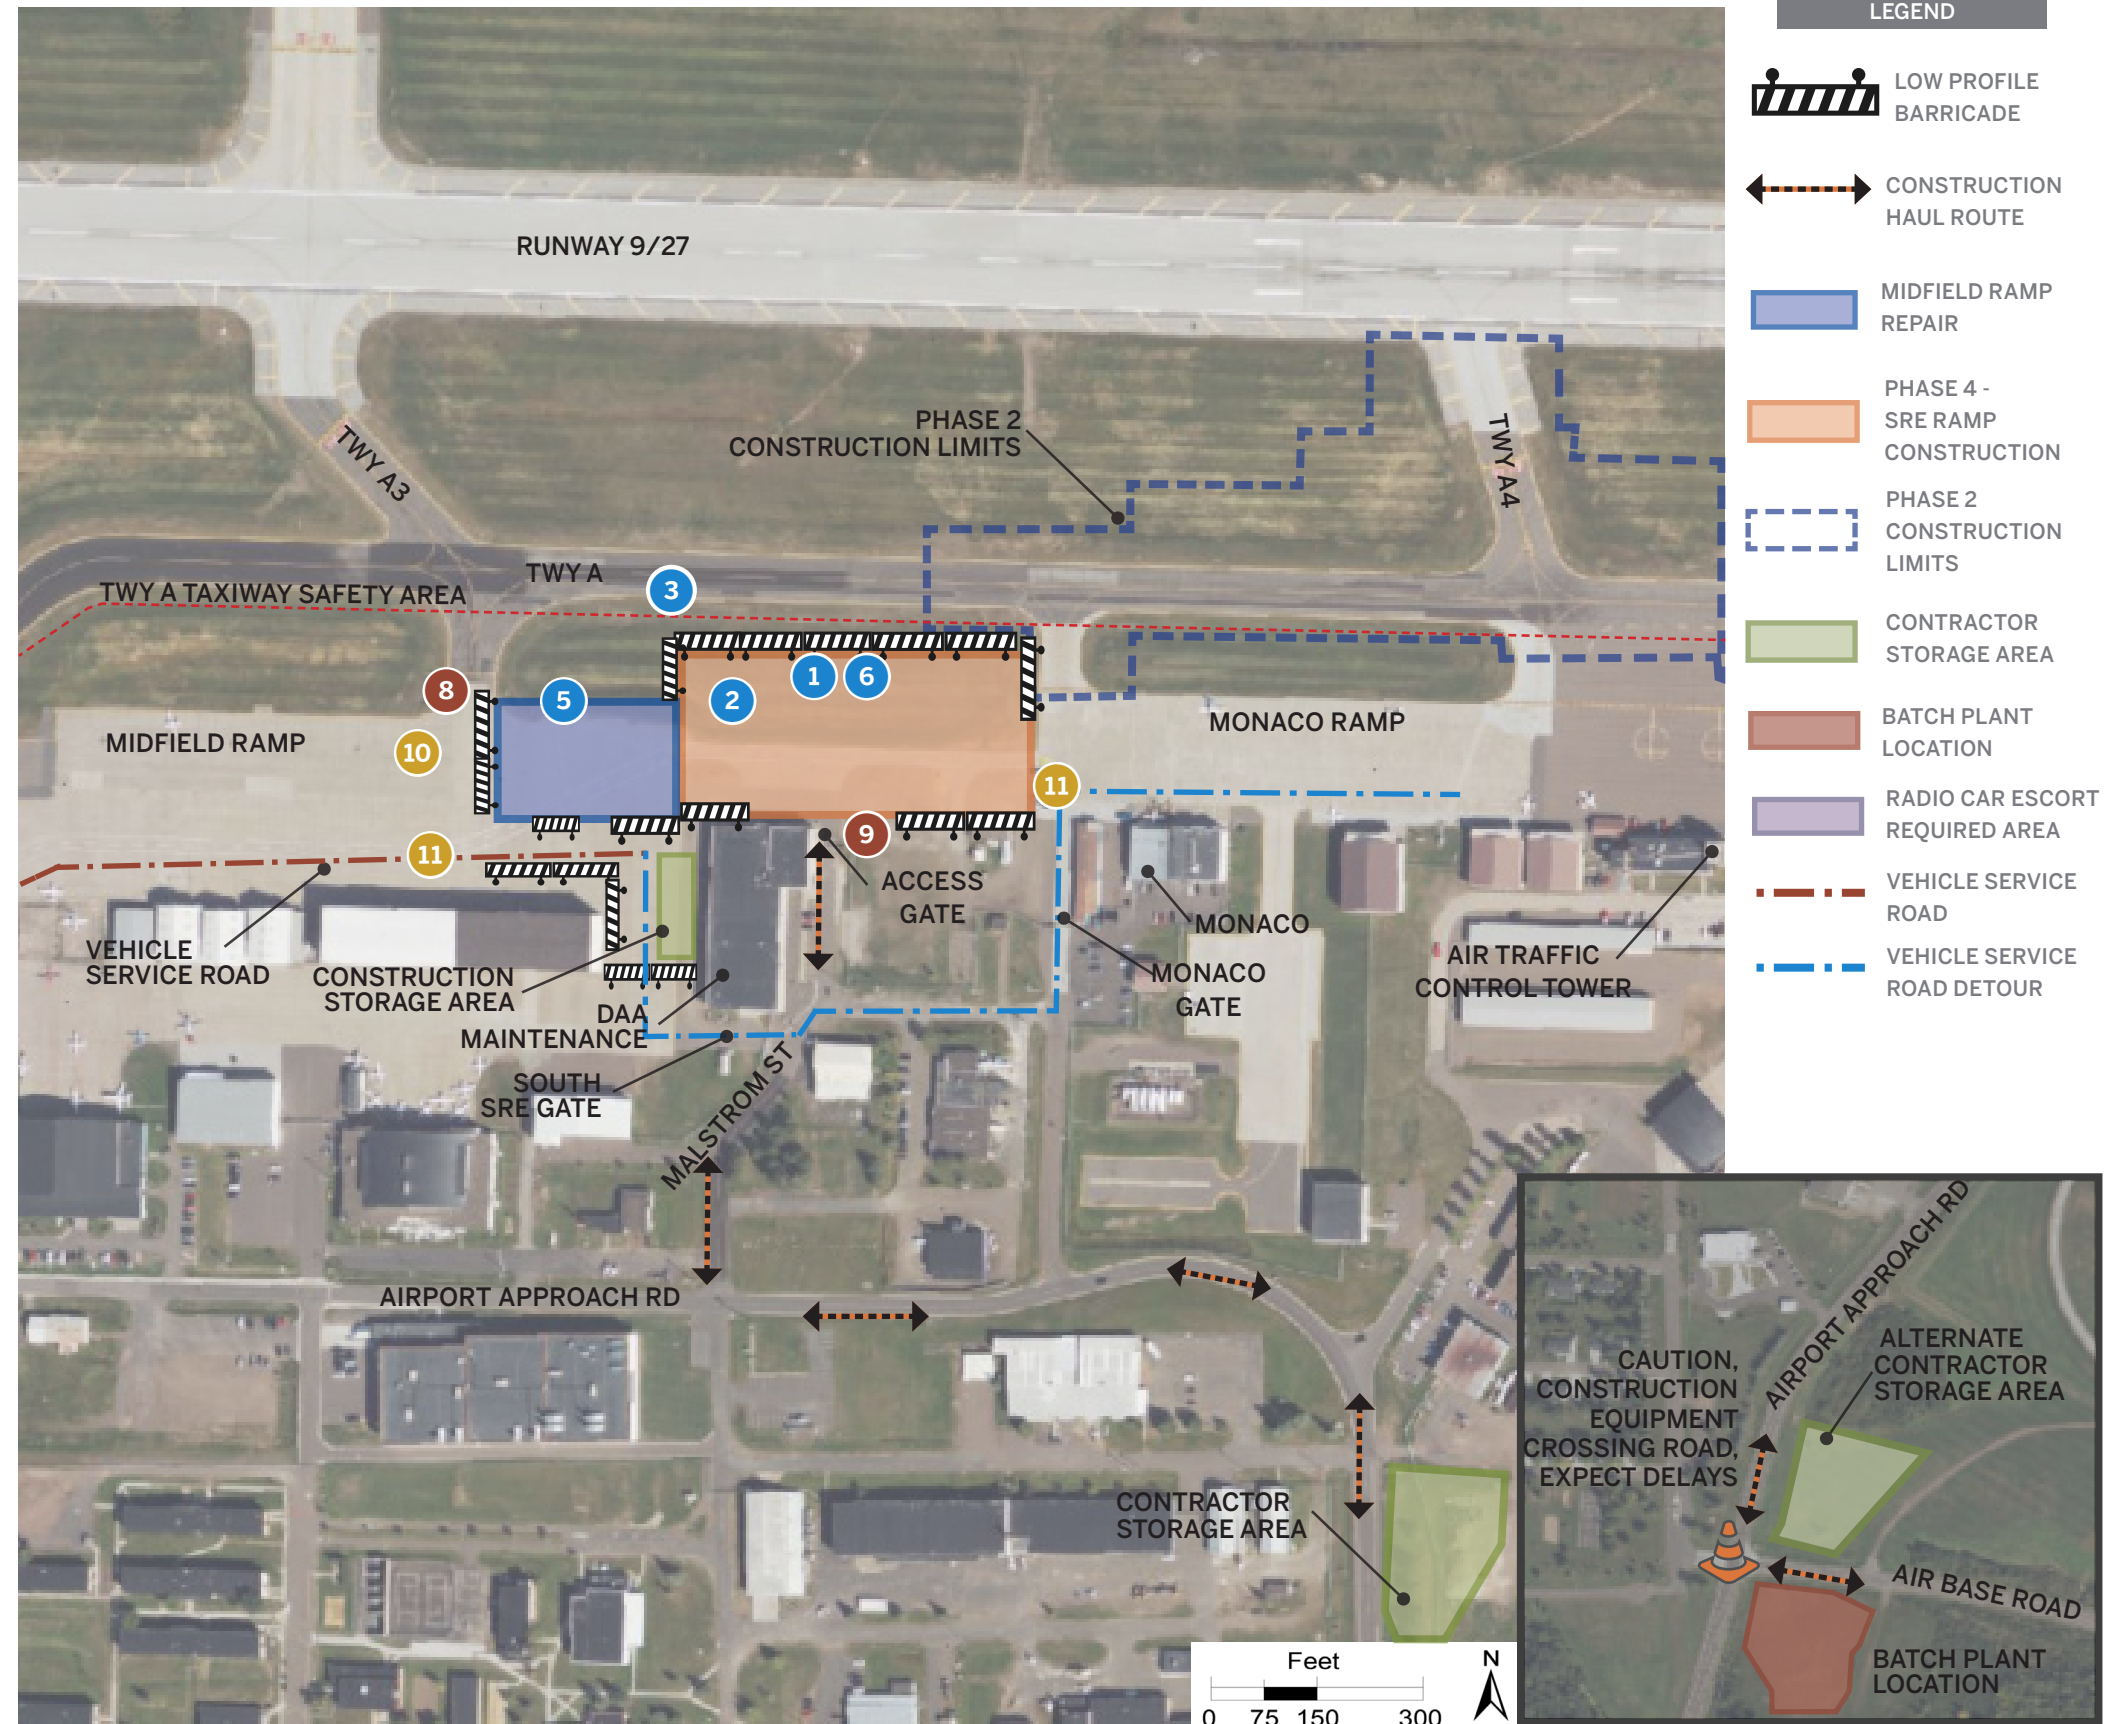 RUNWAY 9/27
PHASE 2
CONSTRUCTION LIMITS
TWY A3
TWY A4
TWY A
TWY A TAXIWAY SAFETY AREA
3
1
6
2
5
8
10
MIDFIELD RAMP
MONACO RAMP
11
9
11
ACCESS
GATE
VEHICLE
SERVICE ROAD
CONSTRUCTION
STORAGE AREA
DAA
MAINTENANCE
SOUTH
SRE GATE
MALSTROM ST
MONACO
MONACO
GATE
AIR TRAFFIC
CONTROL TOWER
AIRPORT APPROACH RD
CONTRACTOR
STORAGE AREA
Feet
0 75 150 300
N
LEGEND
LOW PROFILE
BARRICADE
CONSTRUCTION
HAUL ROUTE
MIDFIELD RAMP
REPAIR
PHASE 4 -
SRE RAMP
CONSTRUCTION
PHASE 2
CONSTRUCTION
LIMITS
CONTRACTOR
STORAGE AREA
BATCH PLANT
LOCATION
RADIO CAR ESCORT
REQUIRED AREA
VEHICLE SERVICE
ROAD
VEHICLE SERVICE
ROAD DETOUR
AIRPORT APPROACH RD
ALTERNATE
CONTRACTOR
STORAGE AREA
CAUTION,
CONSTRUCTION
EQUIPMENT
CROSSING ROAD,
EXPECT DELAYS
AIR BASE ROAD
BATCH PLANT
LOCATION